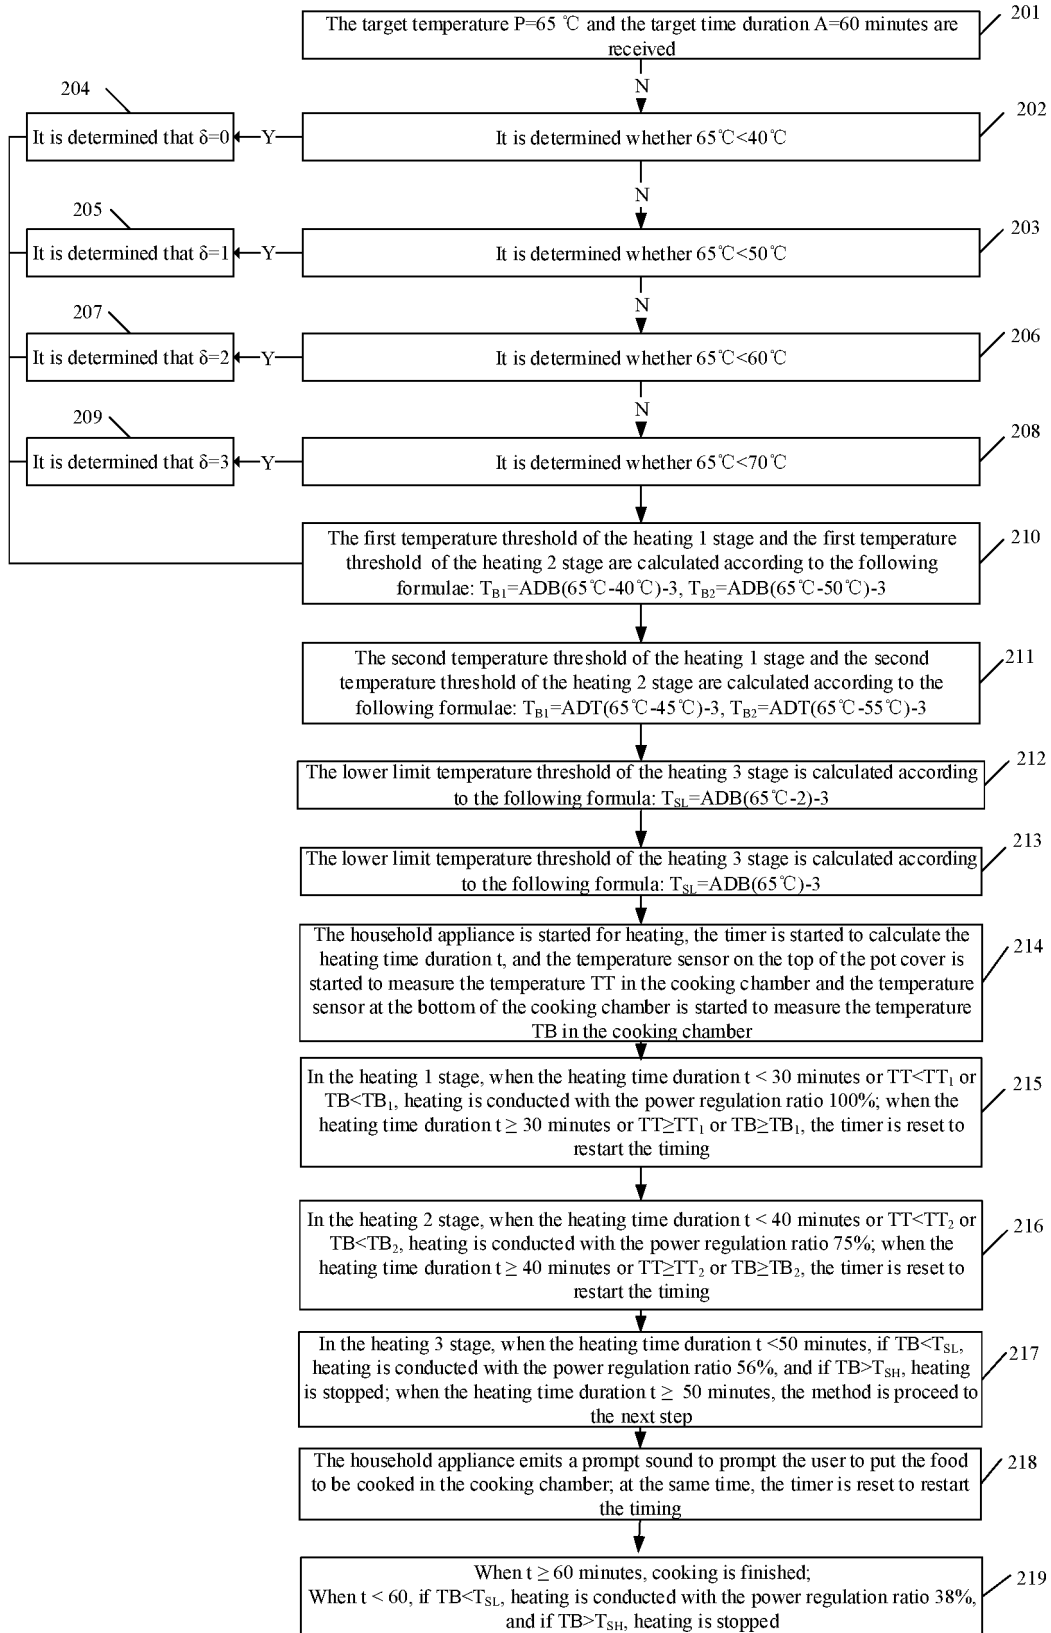 The target temperature P=65 ℃ and the target time duration A=60 minutes are
received
201
N
204
It is determined that δ=0
Y
It is determined whether 65℃<40℃
202
N
205
It is determined that δ=1
Y
It is determined whether 65℃<50℃
203
N
207
It is determined that δ=2
Y
It is determined whether 65℃<60℃
206
N
209
It is determined that δ=3
Y
It is determined whether 65℃<70℃
208
The first temperature threshold of the heating 1 stage and the first temperature
threshold of the heating 2 stage are calculated according to the following
formulae: T_B1=ADB(65℃-40℃)-3, T_B2=ADB(65℃-50℃)-3
210
The second temperature threshold of the heating 1 stage and the second
temperature threshold of the heating 2 stage are calculated according to the
following formulae: T_B1=ADT(65℃-45℃)-3, T_B2=ADT(65℃-55℃)-3
211
The lower limit temperature threshold of the heating 3 stage is calculated according
to the following formula: T_SL=ADB(65℃-2)-3
212
The lower limit temperature threshold of the heating 3 stage is calculated according
to the following formula: T_SL=ADB(65℃)-3
213
The household appliance is started for heating, the timer is started to calculate the
heating time duration t, and the temperature sensor on the top of the pot cover is
started to measure the temperature TT in the cooking chamber and the temperature
sensor at the bottom of the cooking chamber is started to measure the temperature
TB in the cooking chamber
214
In the heating 1 stage, when the heating time duration t < 30 minutes or TT<TT₁ or
TB<TB₁, heating is conducted with the power regulation ratio 100%; when the
heating time duration t ≥ 30 minutes or TT≥TT₁ or TB≥TB₁, the timer is reset to
restart the timing
215
In the heating 2 stage, when the heating time duration t < 40 minutes or TT<TT₂ or
TB<TB₂, heating is conducted with the power regulation ratio 75%; when the
heating time duration t ≥ 40 minutes or TT≥TT₂ or TB≥TB₂, the timer is reset to
restart the timing
216
In the heating 3 stage, when the heating time duration t <50 minutes, if TB<T_SL,
heating is conducted with the power regulation ratio 56%, and if TB>T_SH, heating
is stopped; when the heating time duration t ≥ 50 minutes, the method is proceed to
the next step
217
The household appliance emits a prompt sound to prompt the user to put the food
to be cooked in the cooking chamber; at the same time, the timer is reset to restart
the timing
218
When t ≥ 60 minutes, cooking is finished;
When t < 60, if TB<T_SL, heating is conducted with the power regulation ratio 38%,
and if TB>T_SH, heating is stopped
219